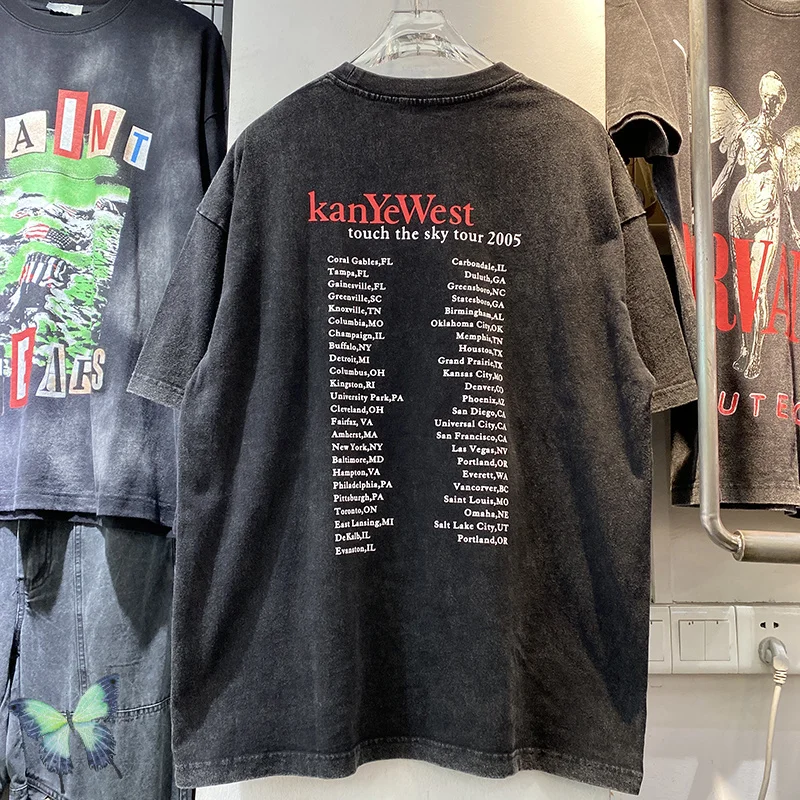 AINT
EARS
kanYeWest
touch the sky tour 2005
Coral Gables,FL
Tampa,FL
Gainesville,FL
Greenville,SC
Knoxville,TN
Columbia,MO
Champaign,IL
Buffalo,NY
Detroit,MI
Columbus,OH
Kingston,RI
University Park,PA
Cleveland,OH
Fairfax, VA
Amherst,MA
New York,NY
Baltimore,MD
Hampton,VA
Philadelphia,PA
Pittsburgh,PA
Toronto,ON
East Lansing,MI
DeKalb,IL
Evanston,IL
Carbondale,IL
Duluth,GA
Greensboro,NC
Statesboro,GA
Birmingham,AL
Oklahoma City,OK
Memphis,TN
Houston,TX
Grand Prairie,TX
Kansas City,MO
Denver,CO
Phoenix,AZ
San Diego,CA
Universal City,CA
San Francisco,CA
Las Vegas,NV
Portland,OR
Everett,WA
Vancorver,BC
Saint Louis,MO
Omaha,NE
Salt Lake City,UT
Portland,OR
RVA
UTE